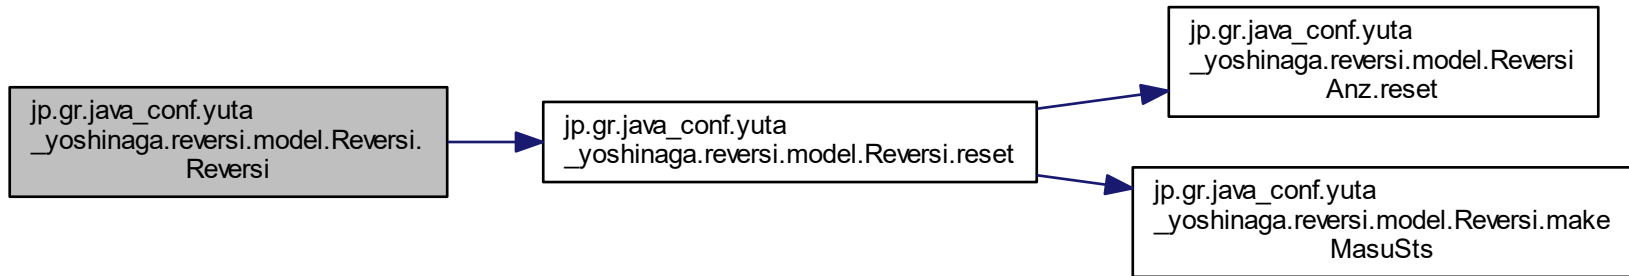 jp.gr.java_conf.yuta
_yoshinaga.reversi.model.Reversi.
Reversi
jp.gr.java_conf.yuta
_yoshinaga.reversi.model.Reversi.reset
jp.gr.java_conf.yuta
_yoshinaga.reversi.model.Reversi
Anz.reset
jp.gr.java_conf.yuta
_yoshinaga.reversi.model.Reversi.make
MasuSts